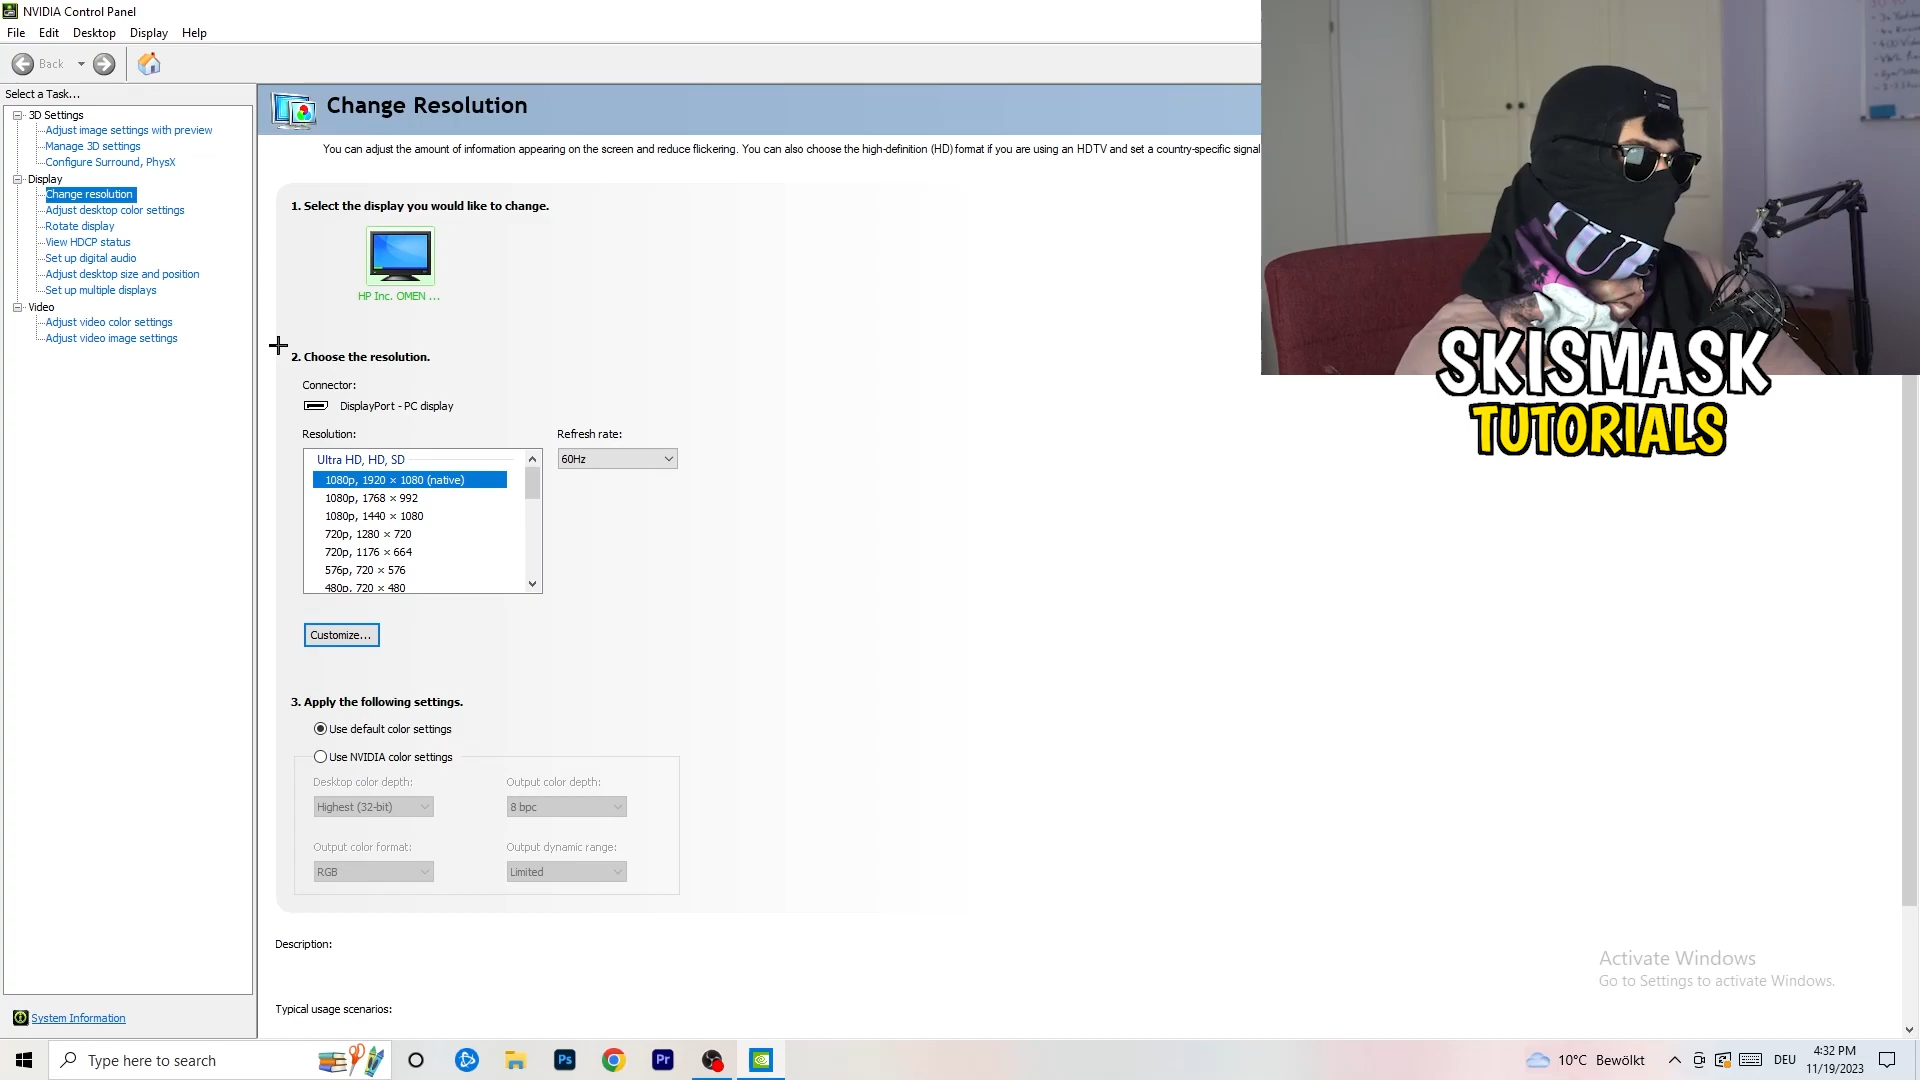 NVIDIA Control Panel
File Edit Desktop Display Help
Back
Select a Task...
3D Settings
Adjust image settings with preview
Manage 3D settings
Configure Surround, PhysX
Display
Change resolution
Adjust desktop color settings
Rotate display
View HDCP status
Set up digital audio
Adjust desktop size and position
Set up multiple displays
Video
Adjust video color settings
Adjust video image settings
System Information
Change Resolution
You can adjust the amount of information appearing on the screen and reduce flickering. You can also choose the high-definition (HD) format if you are using an HDTV and set a country-specific signal
1. Select the display you would like to change.
HP Inc. OMEN ...
2. Choose the resolution.
Connector:
DisplayPort - PC display
Resolution:
Refresh rate:
Ultra HD, HD, SD
60Hz
1080p, 1920 × 1080 (native)
1080p, 1768 × 992
1080p, 1440 × 1080
720p, 1280 × 720
720p, 1176 × 664
576p, 720 × 576
480p, 720 × 480
Customize...
3. Apply the following settings.
Use default color settings
Use NVIDIA color settings
Desktop color depth:
Output color depth:
Highest (32-bit)
8 bpc
Output color format:
Output dynamic range:
RGB
Limited
Description:
Typical usage scenarios:
SKISMASK
TUTORIALS
Activate Windows
Go to Settings to activate Windows.
Type here to search
Ps
Pr
10°C Bewölkt
DEU
4:32 PM
11/19/2023